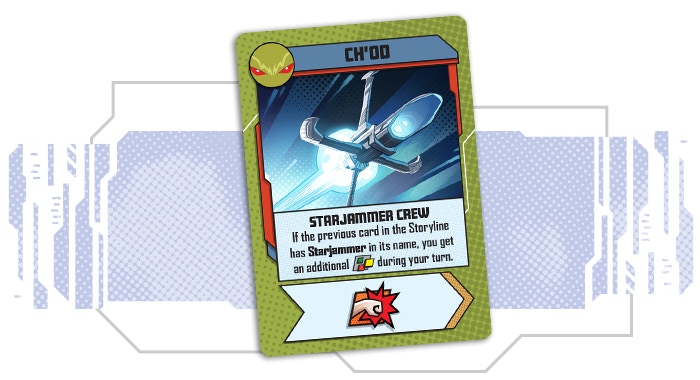 CH'OD
STARJAMMER CREW
If the previous card in the Storyline
has Starjammer in its name, you get
an additional during your turn.